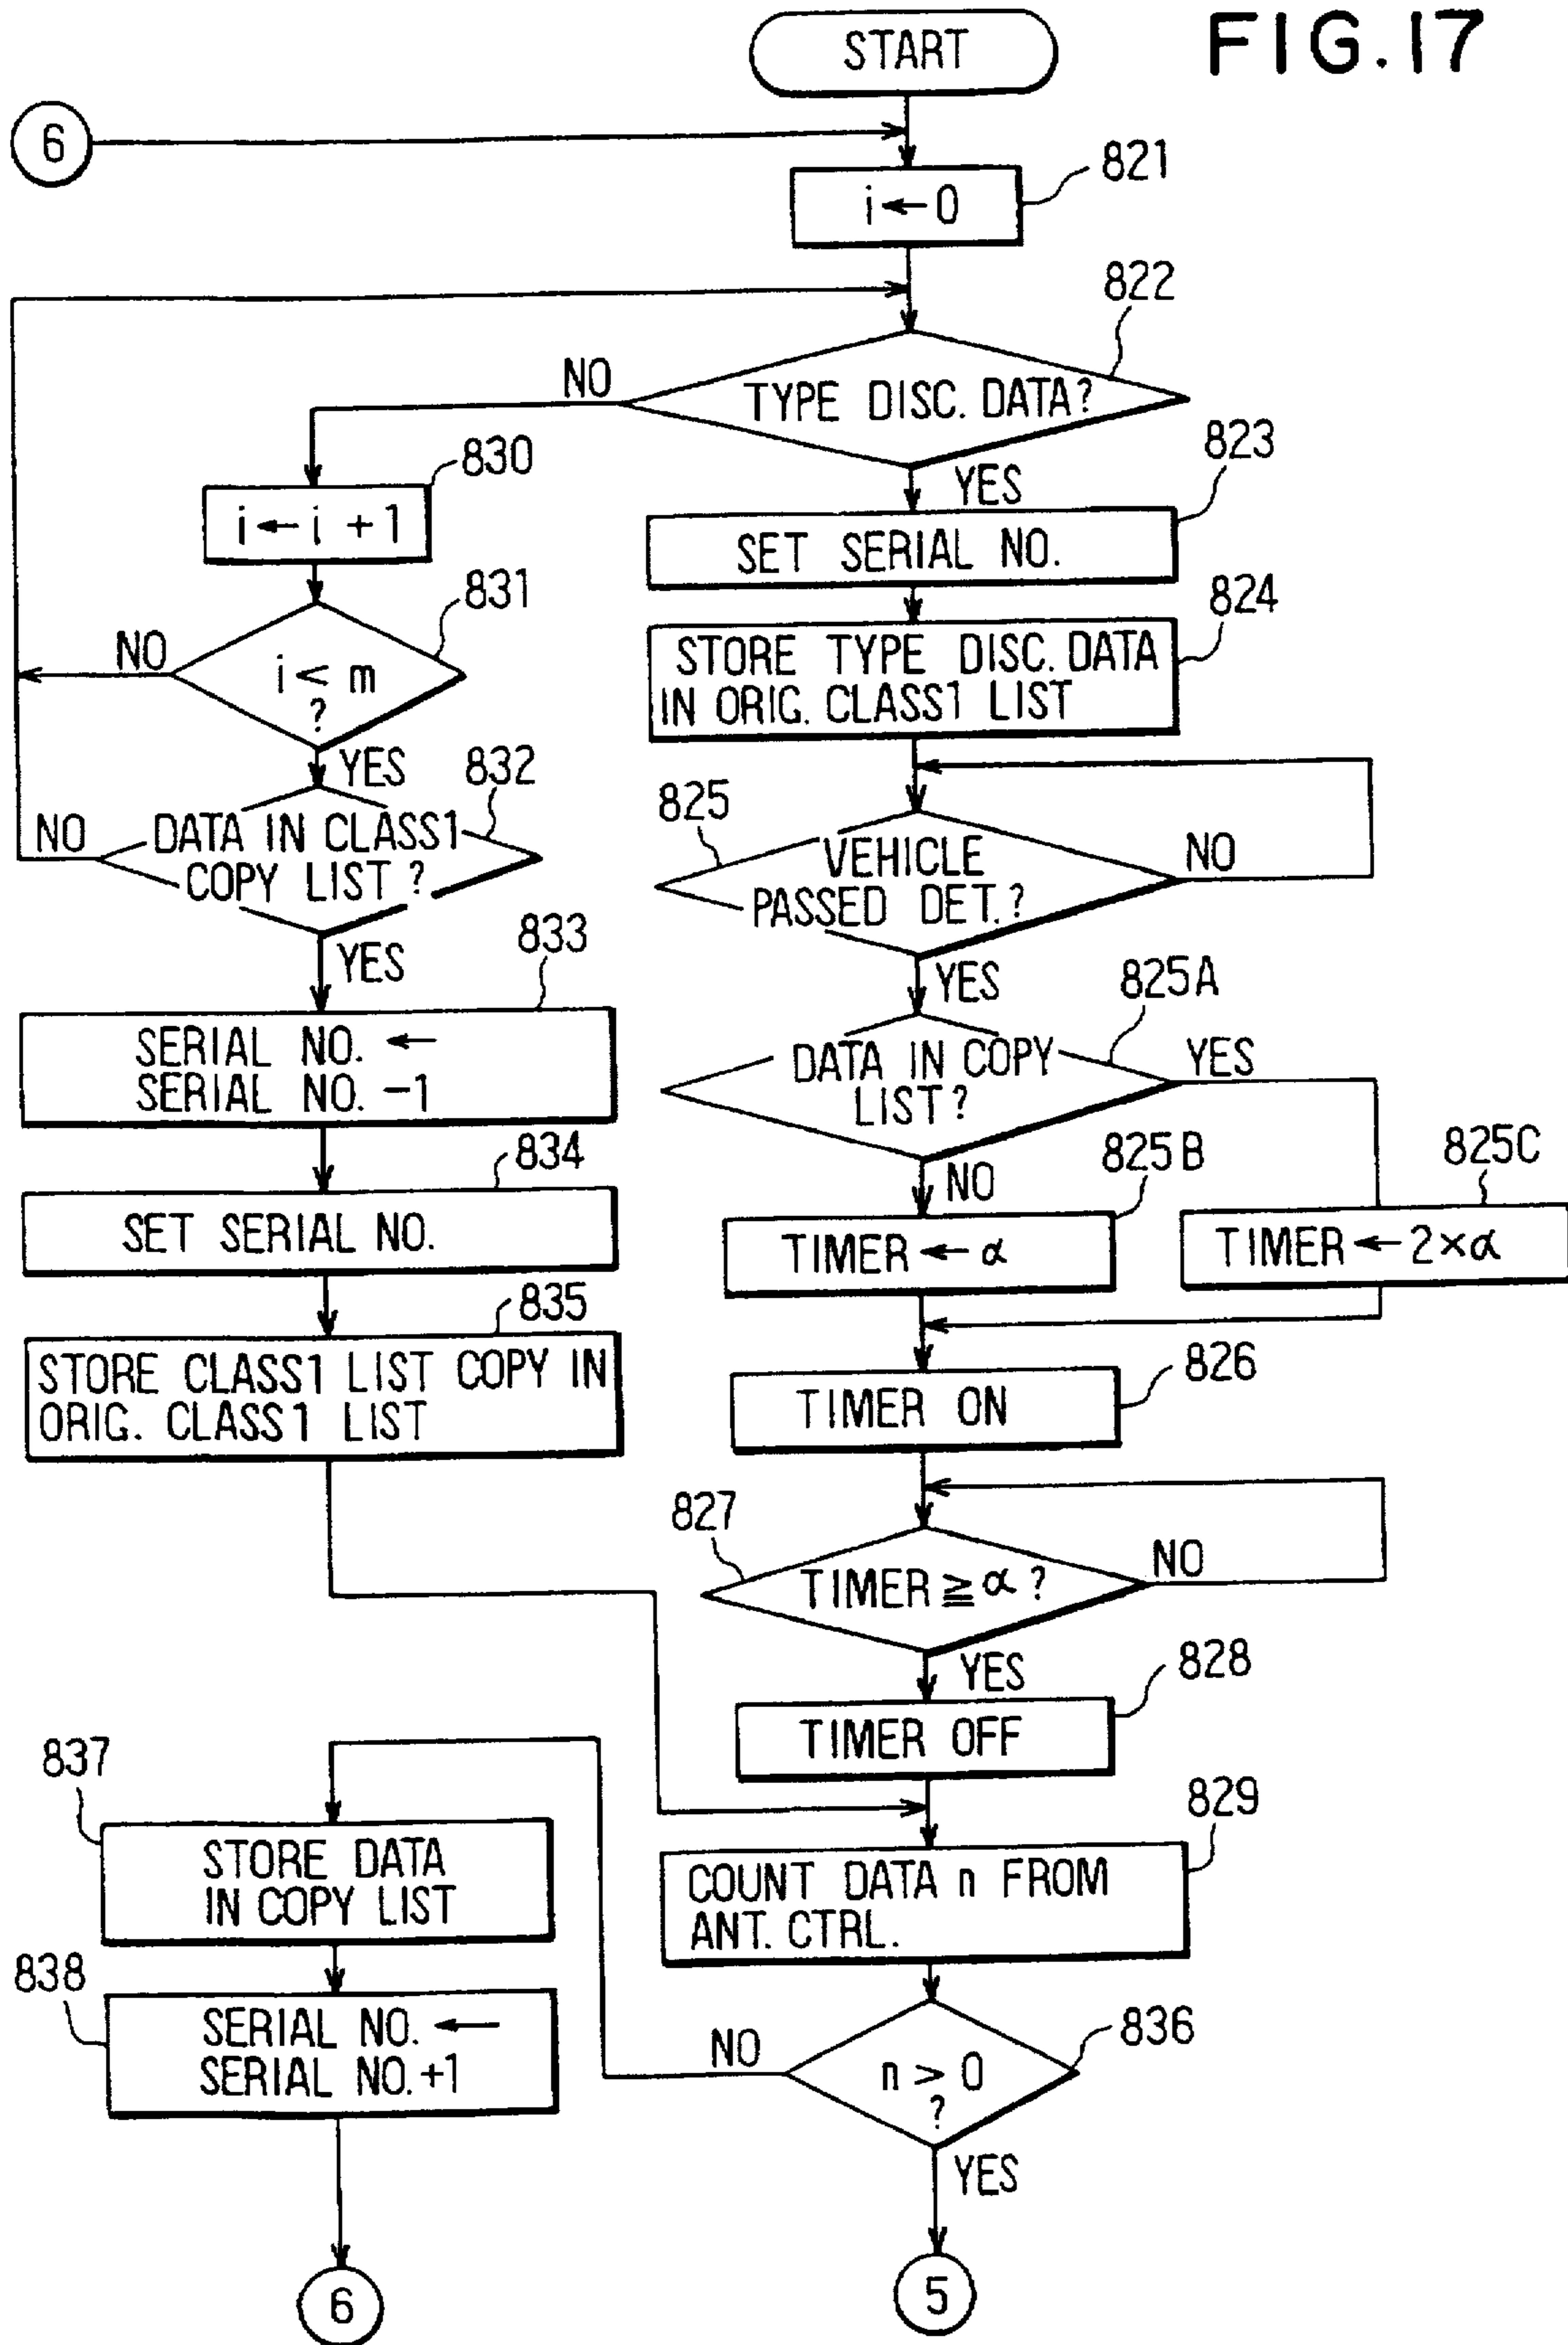 FIG.17
START
6
821
i ← 0
822
TYPE DISC. DATA?
NO
YES
830
i ← i + 1
823
SET SERIAL NO.
831
i < m
?
NO
YES
824
STORE TYPE DISC. DATA
IN ORIG. CLASS1 LIST
832
DATA IN CLASS1
COPY LIST ?
NO
YES
825
VEHICLE
PASSED DET.?
NO
YES
833
SERIAL NO. ←
SERIAL NO. -1
825A
DATA IN COPY
LIST ?
YES
NO
834
SET SERIAL NO.
825B
TIMER ← α
825C
TIMER ← 2×α
835
STORE CLASS1 LIST COPY IN
ORIG. CLASS1 LIST
826
TIMER ON
827
TIMER ≧ α ?
NO
YES
828
TIMER OFF
837
STORE DATA
IN COPY LIST
829
COUNT DATA n FROM
ANT. CTRL.
838
SERIAL NO. ←
SERIAL NO.+1
836
n > 0
?
NO
YES
6
5